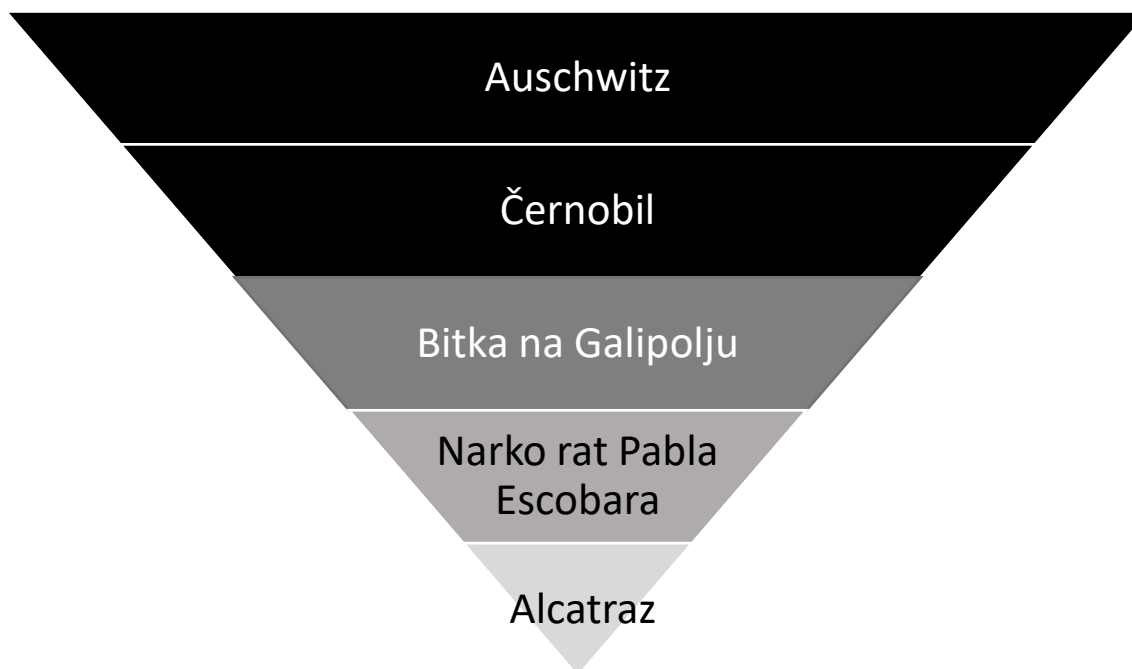 Auschwitz
Černobil
Bitka na Galipolju
Narko rat Pabla
Escobara
Alcatraz